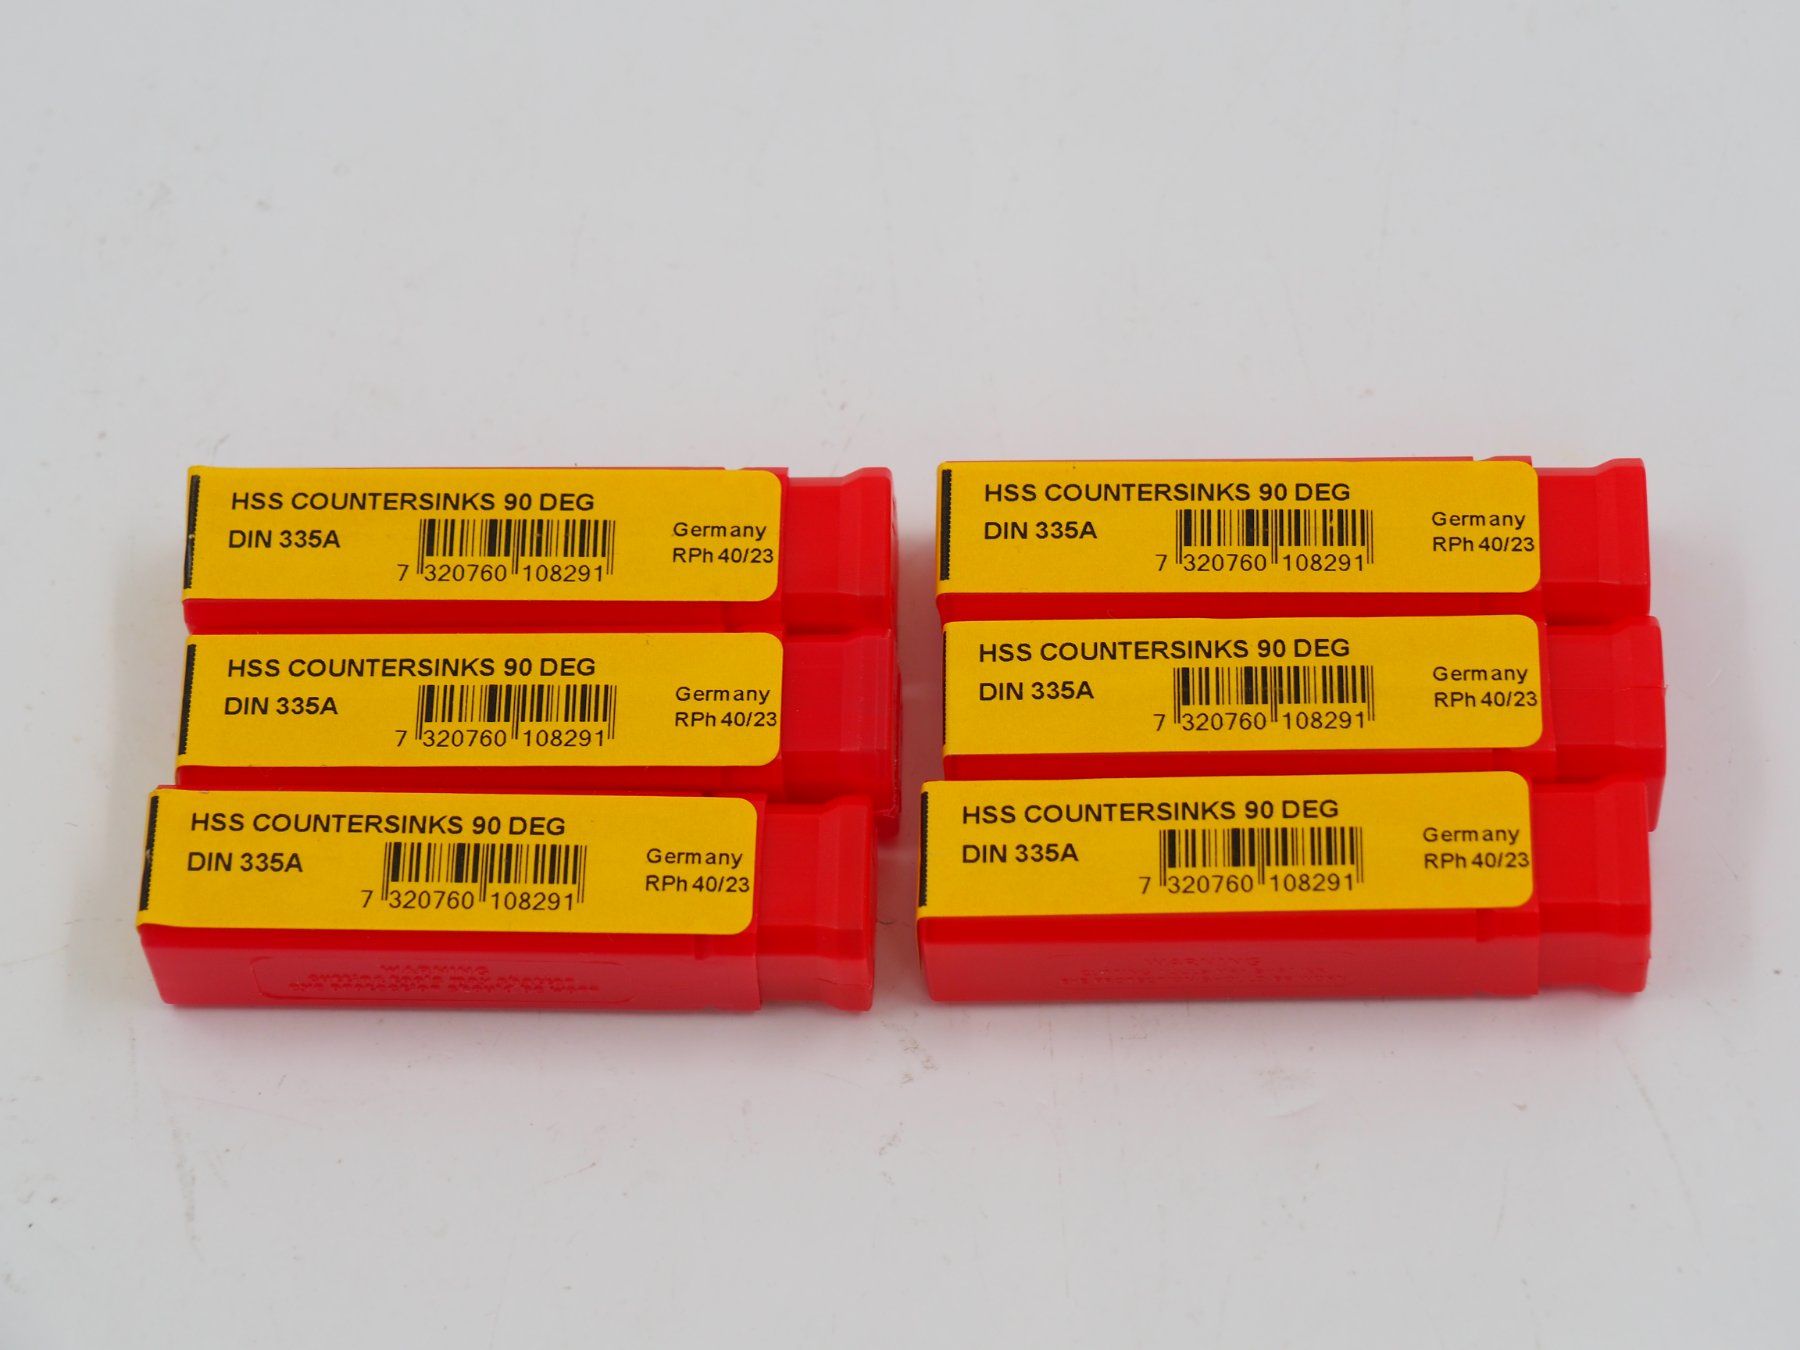 HSS COUNTERSINKS 90 DEG
DIN 335A
7 320760 108291
Germany
RPh 40/23
HSS COUNTERSINKS 90 DEG
DIN 335A
7 320760 108291
Germany
RPh 40/23
HSS COUNTERSINKS 90 DEG
DIN 335A
7 320760 108291
Germany
RPh 40/23
WARNING
HSS COUNTERSINKS 90 DEG
DIN 335A
7 320760 108291
Germany
RPh 40/23
HSS COUNTERSINKS 90 DEG
DIN 335A
7 320760 108291
Germany
RPh 40/23
HSS COUNTERSINKS 90 DEG
DIN 335A
7 320760 108291
Germany
RPh 40/23
WARNING